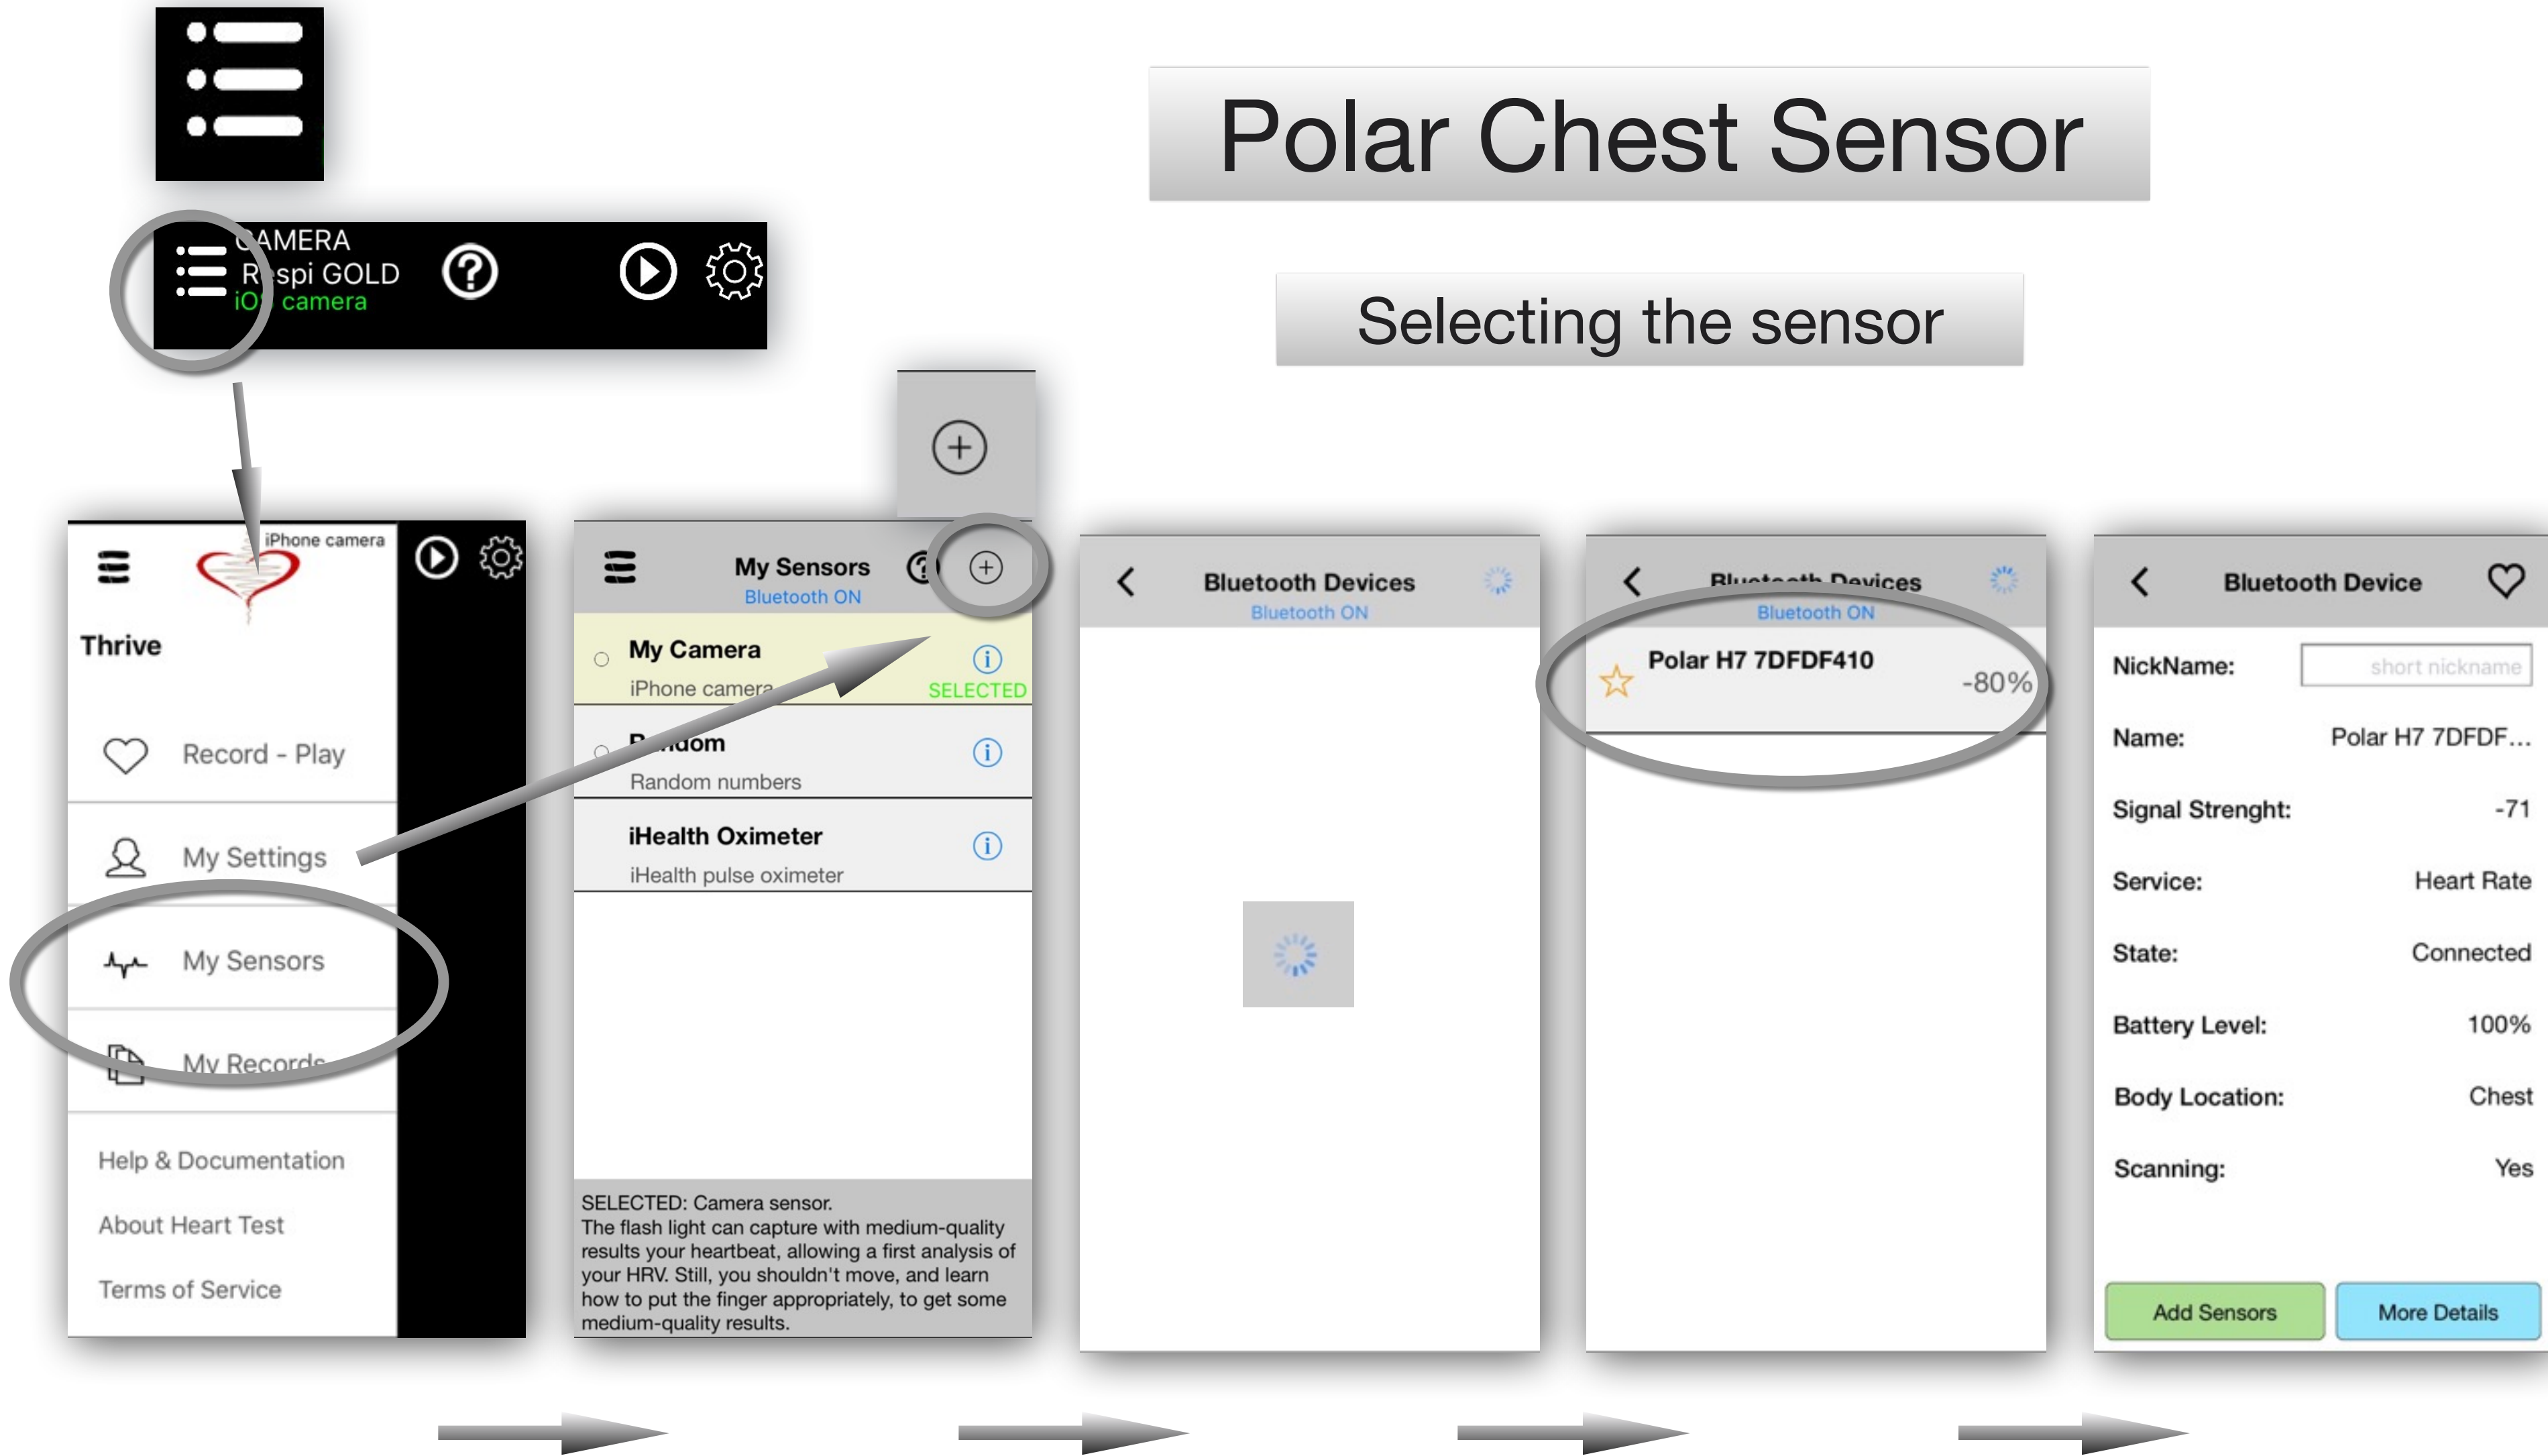 Polar Chest Sensor
Selecting the sensor
CAMERA
Respi GOLD
iOS camera
iPhone camera
Thrive
Record - Play
My Settings
My Sensors
My Records
Help & Documentation
About Heart Test
Terms of Service
My Sensors
Bluetooth ON
My Camera
iPhone camera
SELECTED
Random
Random numbers
iHealth Oximeter
iHealth pulse oximeter
SELECTED: Camera sensor.
The flash light can capture with medium-quality
results your heartbeat, allowing a first analysis of
your HRV. Still, you shouldn't move, and learn
how to put the finger appropriately, to get some
medium-quality results.
Bluetooth Devices
Bluetooth ON
Bluetooth Devices
Bluetooth ON
Polar H7 7DFDF410
-80%
Bluetooth Device
NickName: short nickname
Name: Polar H7 7DFDF...
Signal Strenght: -71
Service: Heart Rate
State: Connected
Battery Level: 100%
Body Location: Chest
Scanning: Yes
Add Sensors More Details